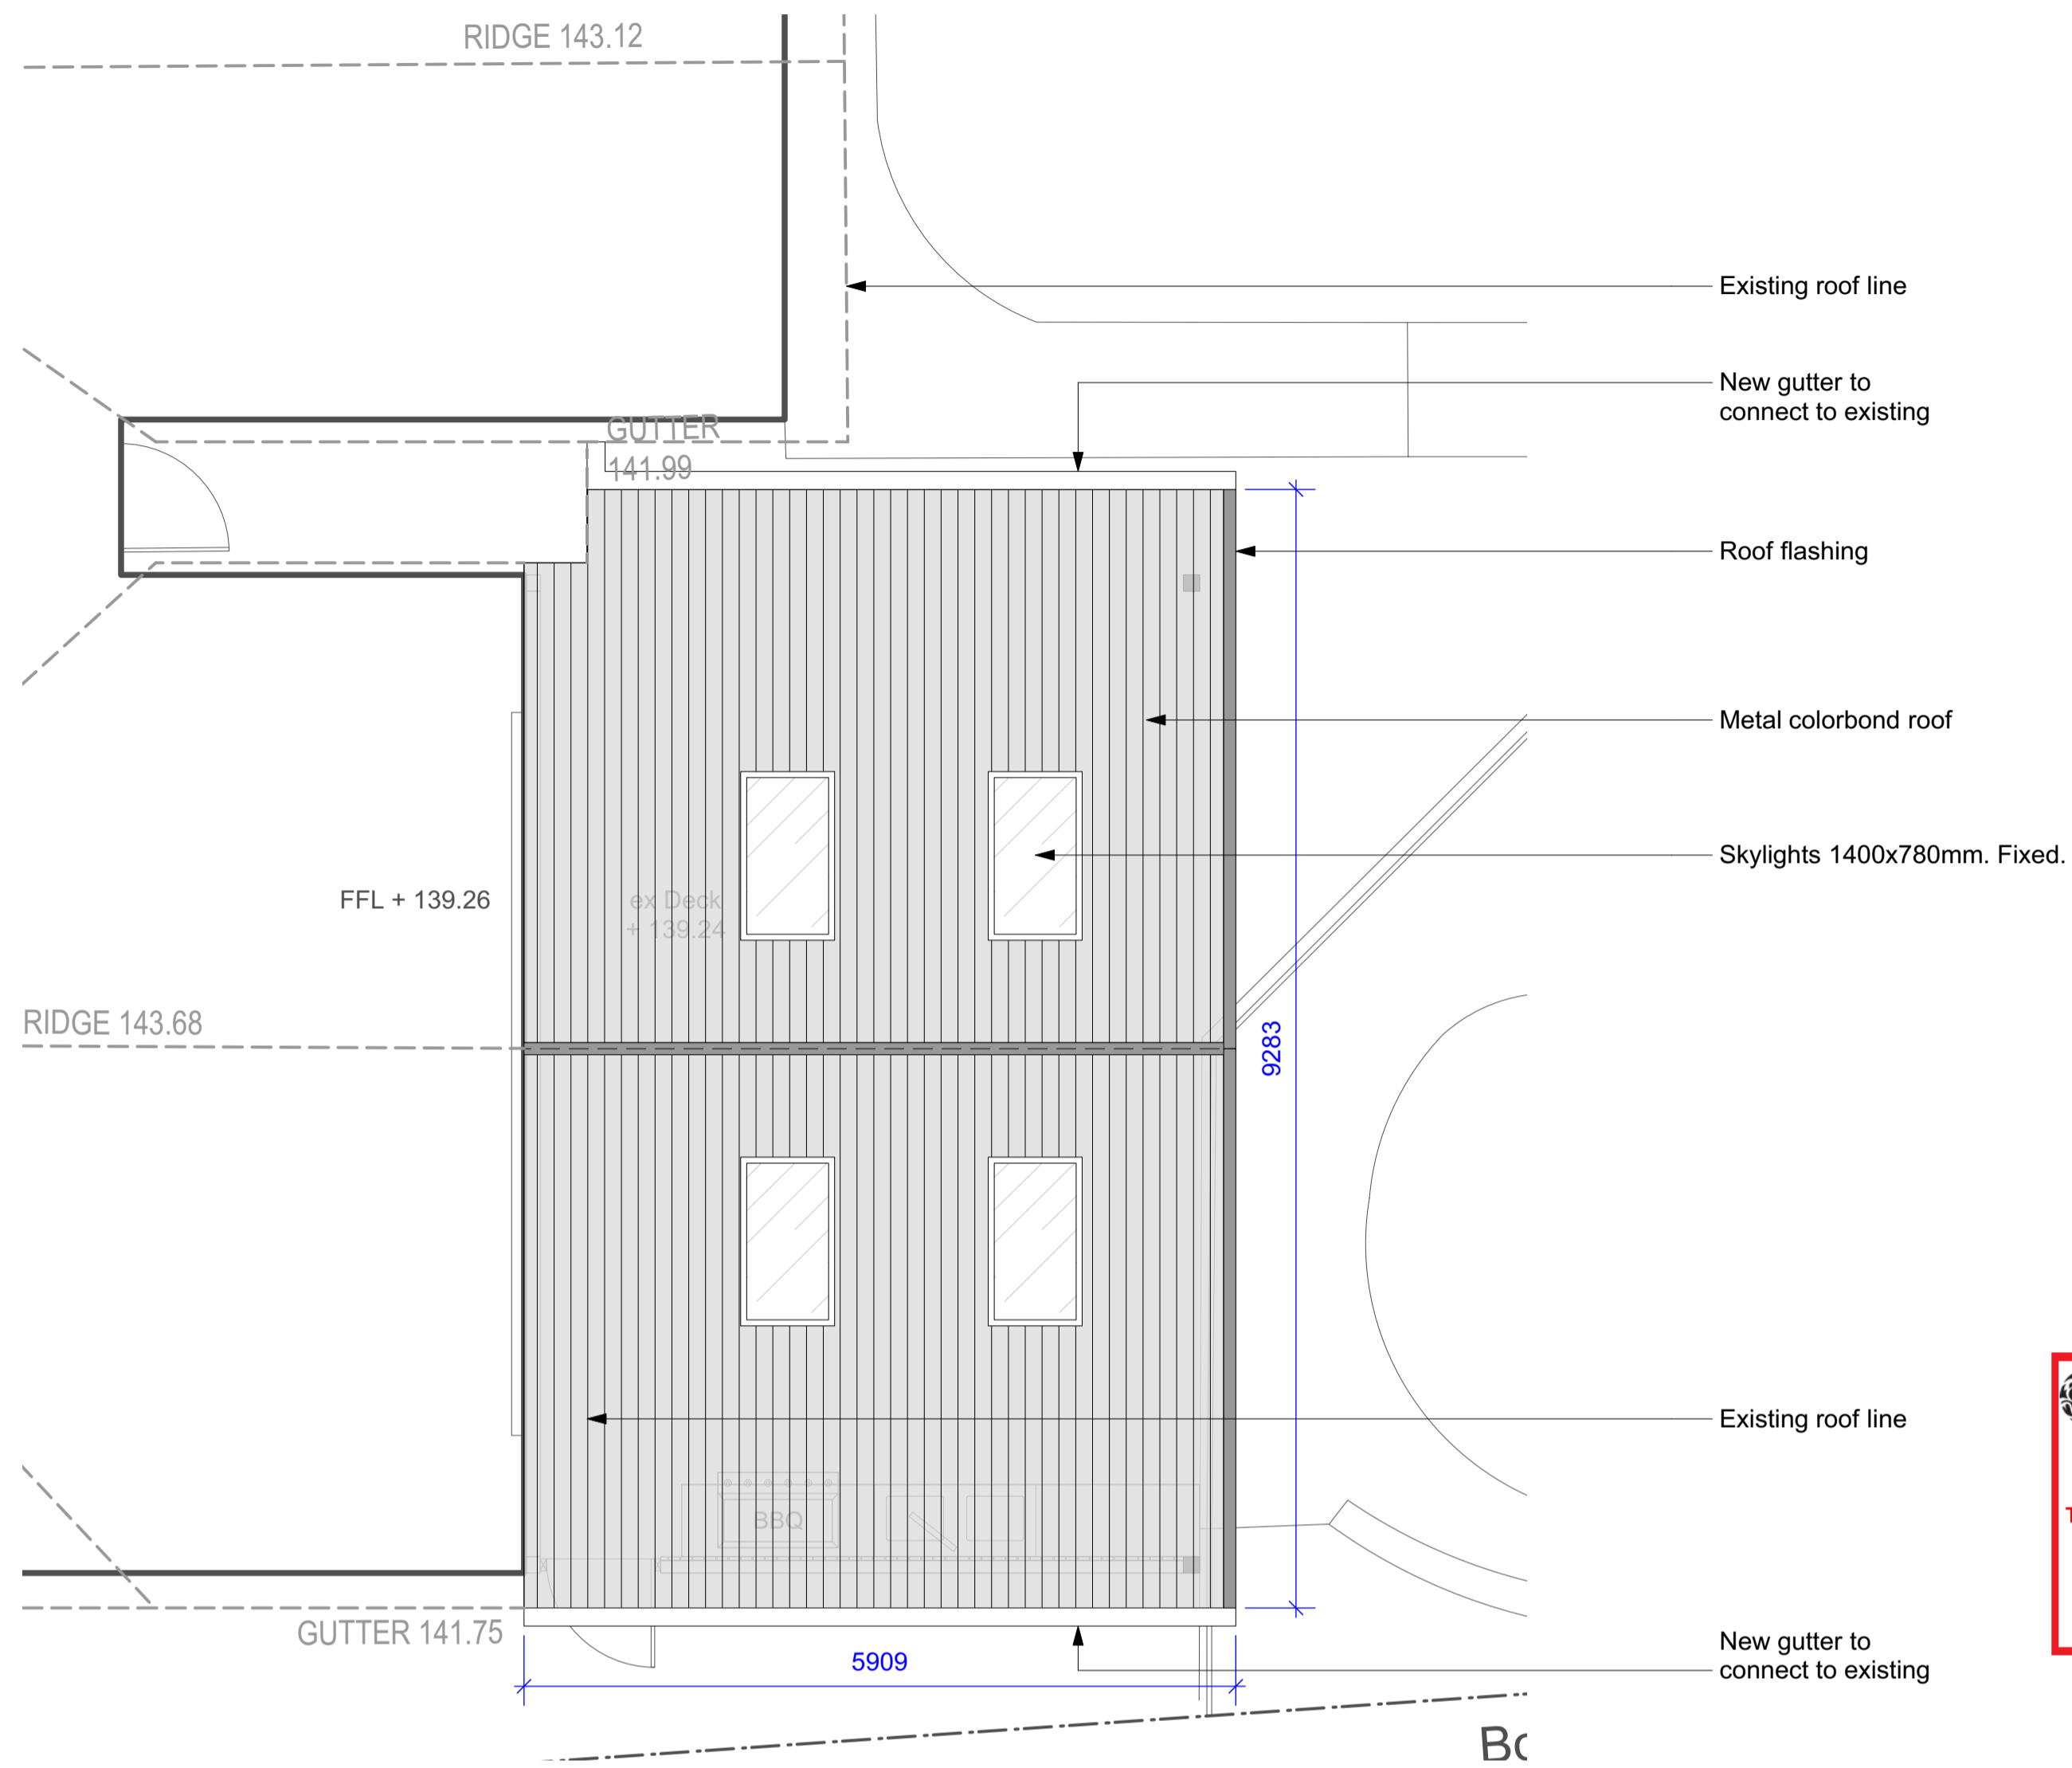 RIDGE 143.12
Existing roof line
New gutter to
connect to existing
GUTTER
141.99
Roof flashing
Metal colorbond roof
Skylights 1400x780mm. Fixed.
FFL + 139.26
ex Deck
+ 139.24
RIDGE 143.68
9283
Existing roof line
BBQ
GUTTER 141.75
New gutter to
connect to existing
5909